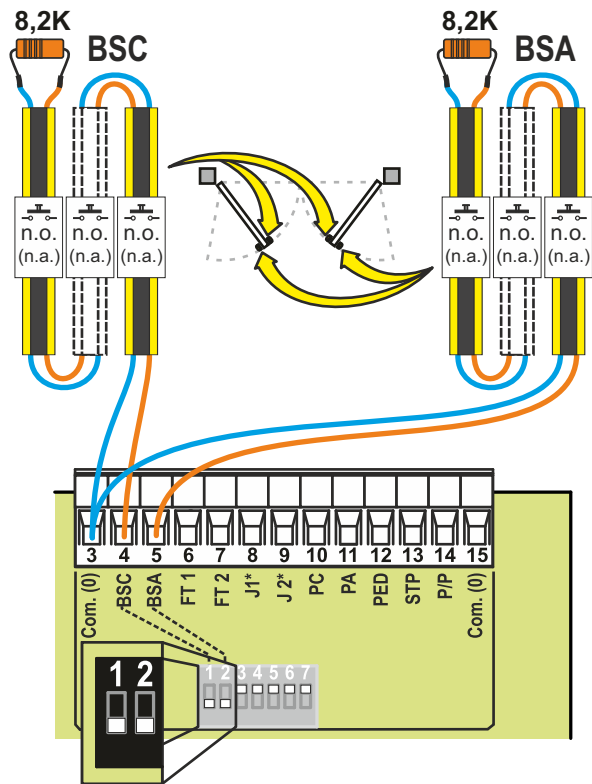 8,2K
BSC
8,2K
BSA
n.o.
(n.a.)
n.o.
(n.a.)
n.o.
(n.a.)
n.o.
(n.a.)
n.o.
(n.a.)
n.o.
(n.a.)
3 4 5 6 7 8 9 10 11 12 13 14 15
Com. (0)
BSC
BSA
FT 1
FT 2
J1*
J 2*
PC
PA
PED
STP
P/P
Com. (0)
1 2
1 2 3 4 5 6 7